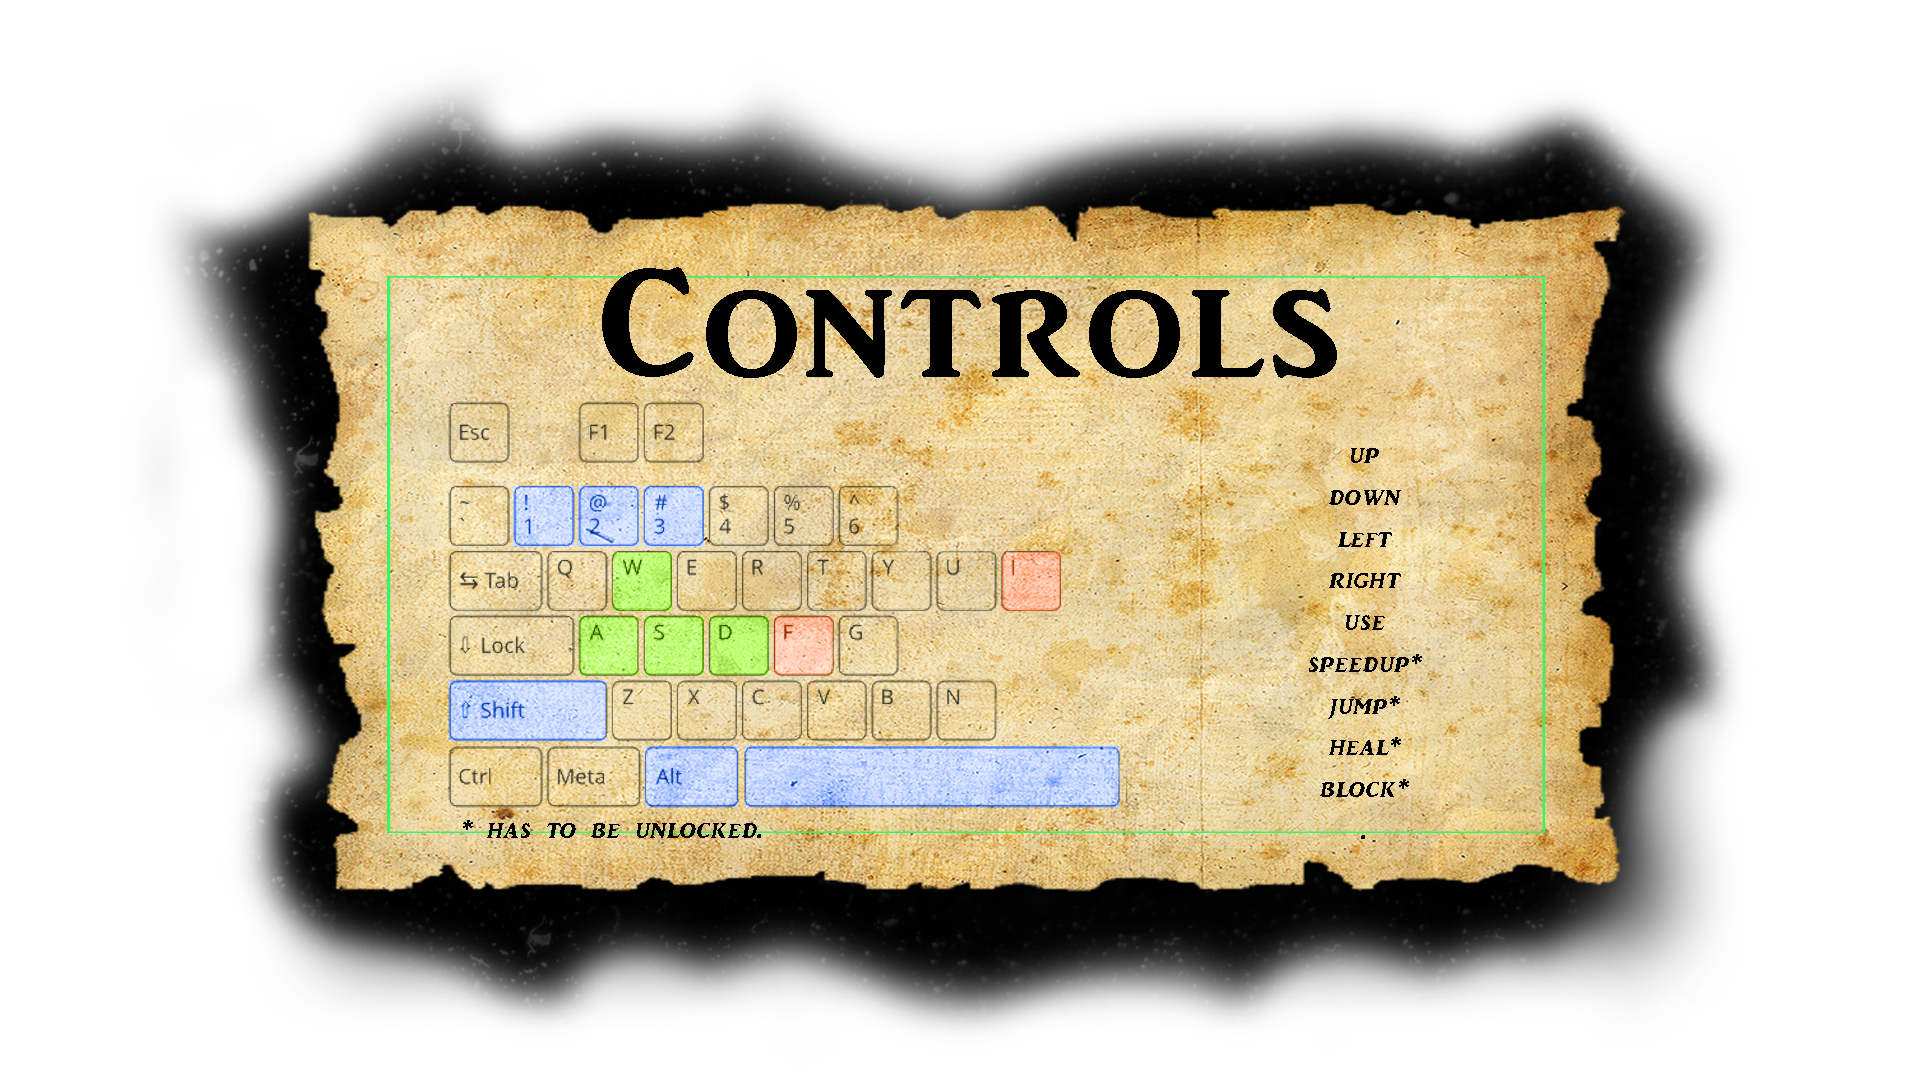 CONTROLS
Esc F1 F2
~ ! @ # $ % ^
` 1 2 3 4 5 6
⇆ Tab Q W E R T Y U I
⇩ Lock A S D F G
⇧ Shift Z X C V B N
Ctrl Meta Alt
* HAS TO BE UNLOCKED.
UP
DOWN
LEFT
RIGHT
USE
SPEEDUP*
JUMP*
HEAL*
BLOCK*
.